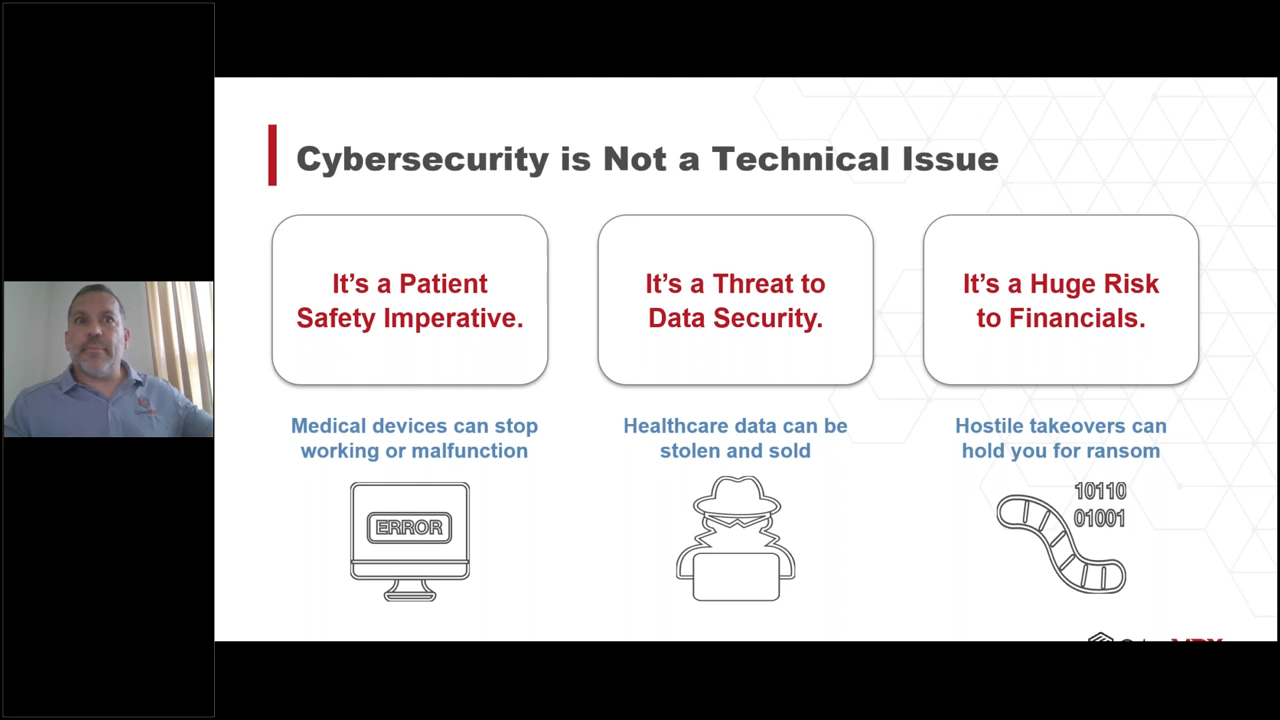 Cybersecurity is Not a Technical Issue
It’s a Patient
Safety Imperative.
It’s a Threat to
Data Security.
It’s a Huge Risk
to Financials.
Medical devices can stop
working or malfunction
Healthcare data can be
stolen and sold
Hostile takeovers can
hold you for ransom
ERROR
10110
01001